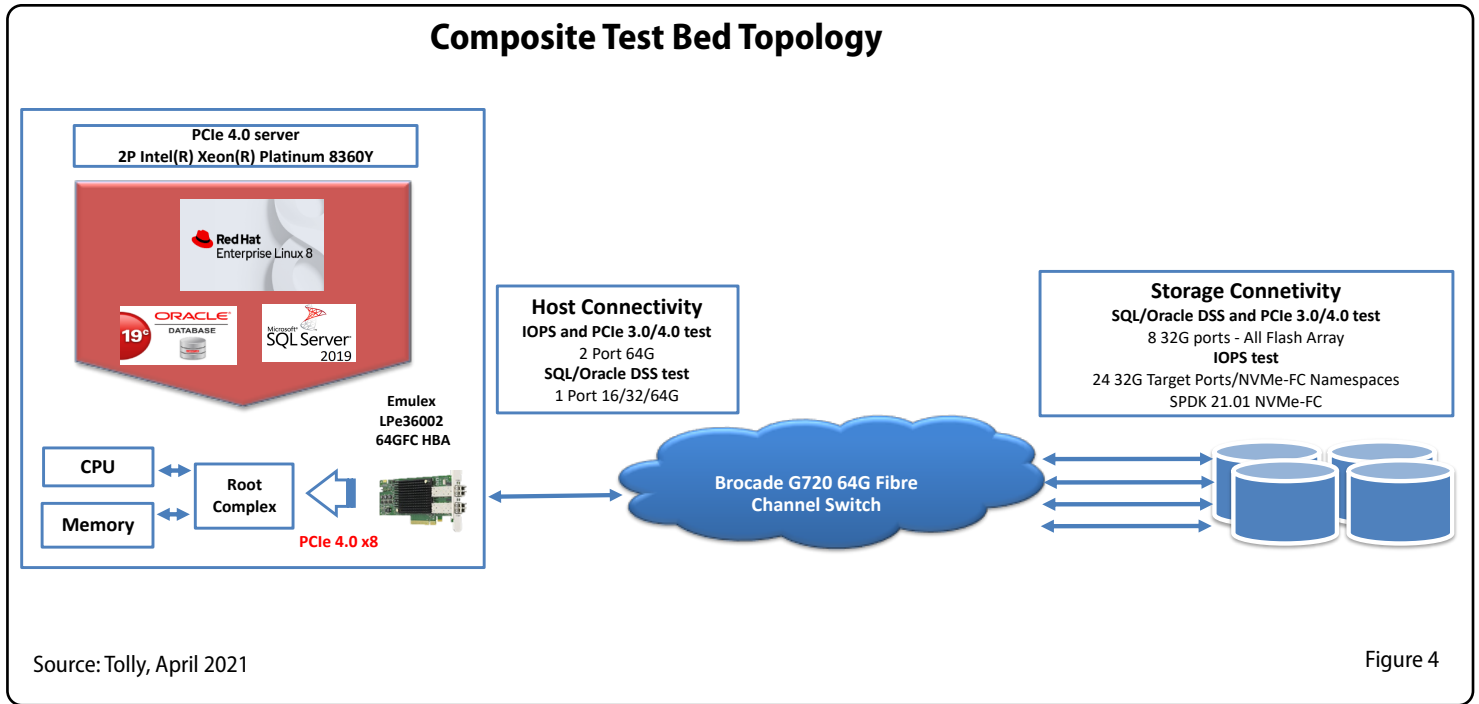 Composite Test Bed Topology
PCIe 4.0 server
2P Intel(R) Xeon(R) Platinum 8360Y
Red Hat
Enterprise Linux 8
19c
ORACLE
DATABASE
Microsoft
SQL Server
2019
Emulex
LPe36002
64GFC HBA
CPU
Memory
Root
Complex
PCIe 4.0 x8
Host Connectivity
IOPS and PCIe 3.0/4.0 test
2 Port 64G
SQL/Oracle DSS test
1 Port 16/32/64G
Brocade G720 64G Fibre
Channel Switch
Storage Connetivity
SQL/Oracle DSS and PCIe 3.0/4.0 test
8 32G ports - All Flash Array
IOPS test
24 32G Target Ports/NVMe-FC Namespaces
SPDK 21.01 NVMe-FC
Source: Tolly, April 2021
Figure 4